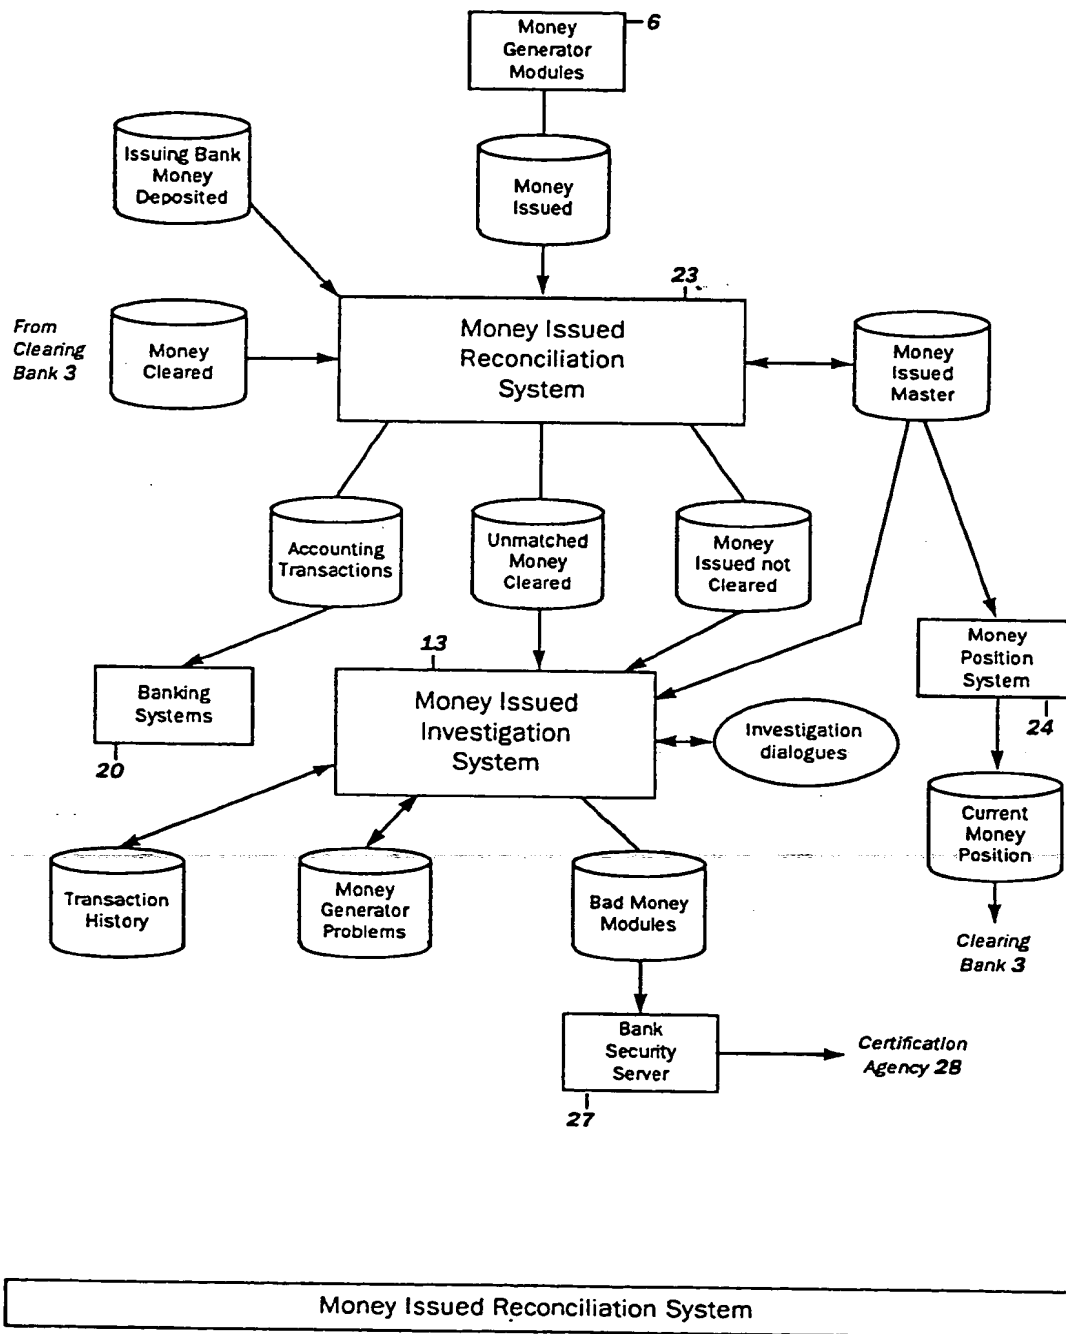 Money
Generator
Modules
6
Issuing Bank
Money
Deposited
Money
Issued
23
From
Clearing
Bank 3
Money
Cleared
Money Issued
Reconciliation
System
Money
Issued
Master
Accounting
Transactions
Unmatched
Money
Cleared
Money
Issued not
Cleared
13
Banking
Systems
20
Money Issued
Investigation
System
Investigation
dialogues
Money
Position
System
24
Current
Money
Position
Transaction
History
Money
Generator
Problems
Bad Money
Modules
Clearing
Bank 3
Bank
Security
Server
27
Certification
Agency 28
Money Issued Reconciliation System